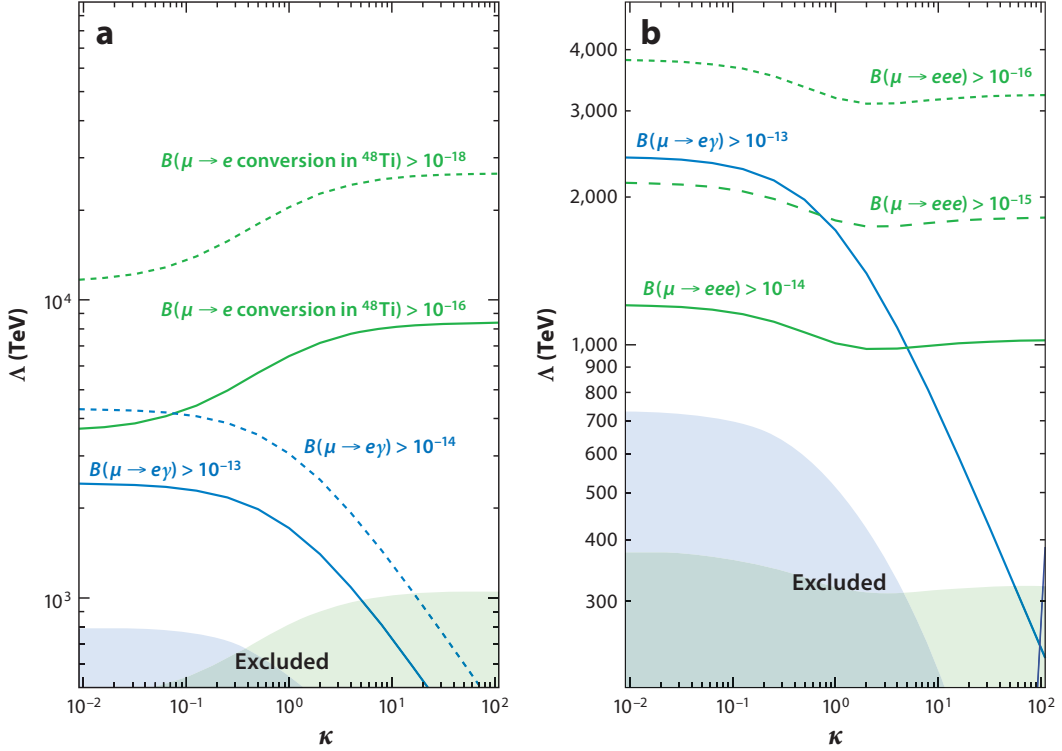 a
B(μ → e conversion in ⁴⁸Ti) > 10⁻¹⁸
B(μ → e conversion in ⁴⁸Ti) > 10⁻¹⁶
B(μ → eγ) > 10⁻¹⁴
B(μ → eγ) > 10⁻¹³
Excluded
10⁴
10³
Λ (TeV)
10⁻² 10⁻¹ 10⁰ 10¹ 10²
κ
b
B(μ → eee) > 10⁻¹⁶
B(μ → eγ) > 10⁻¹³
B(μ → eee) > 10⁻¹⁵
B(μ → eee) > 10⁻¹⁴
Excluded
4,000
3,000
2,000
1,000
900
800
700
600
500
400
300
Λ (TeV)
10⁻² 10⁻¹ 10⁰ 10¹ 10²
κ